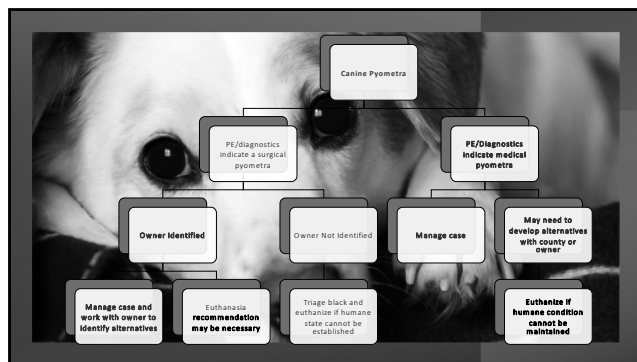 Canine Pyometra
PE/diagnostics
indicate a surgical
pyometra
PE/Diagnostics
indicate medical
pyometra
Owner Identified
Owner Not Identified
Manage case
May need to
develop alternatives
with county or
owner
Manage case and
work with owner to
identify alternatives
Euthanasia
recommendation
may be necessary
Triage black and
euthanize if humane
state cannot be
established
Euthanize if
humane condition
cannot be
maintained